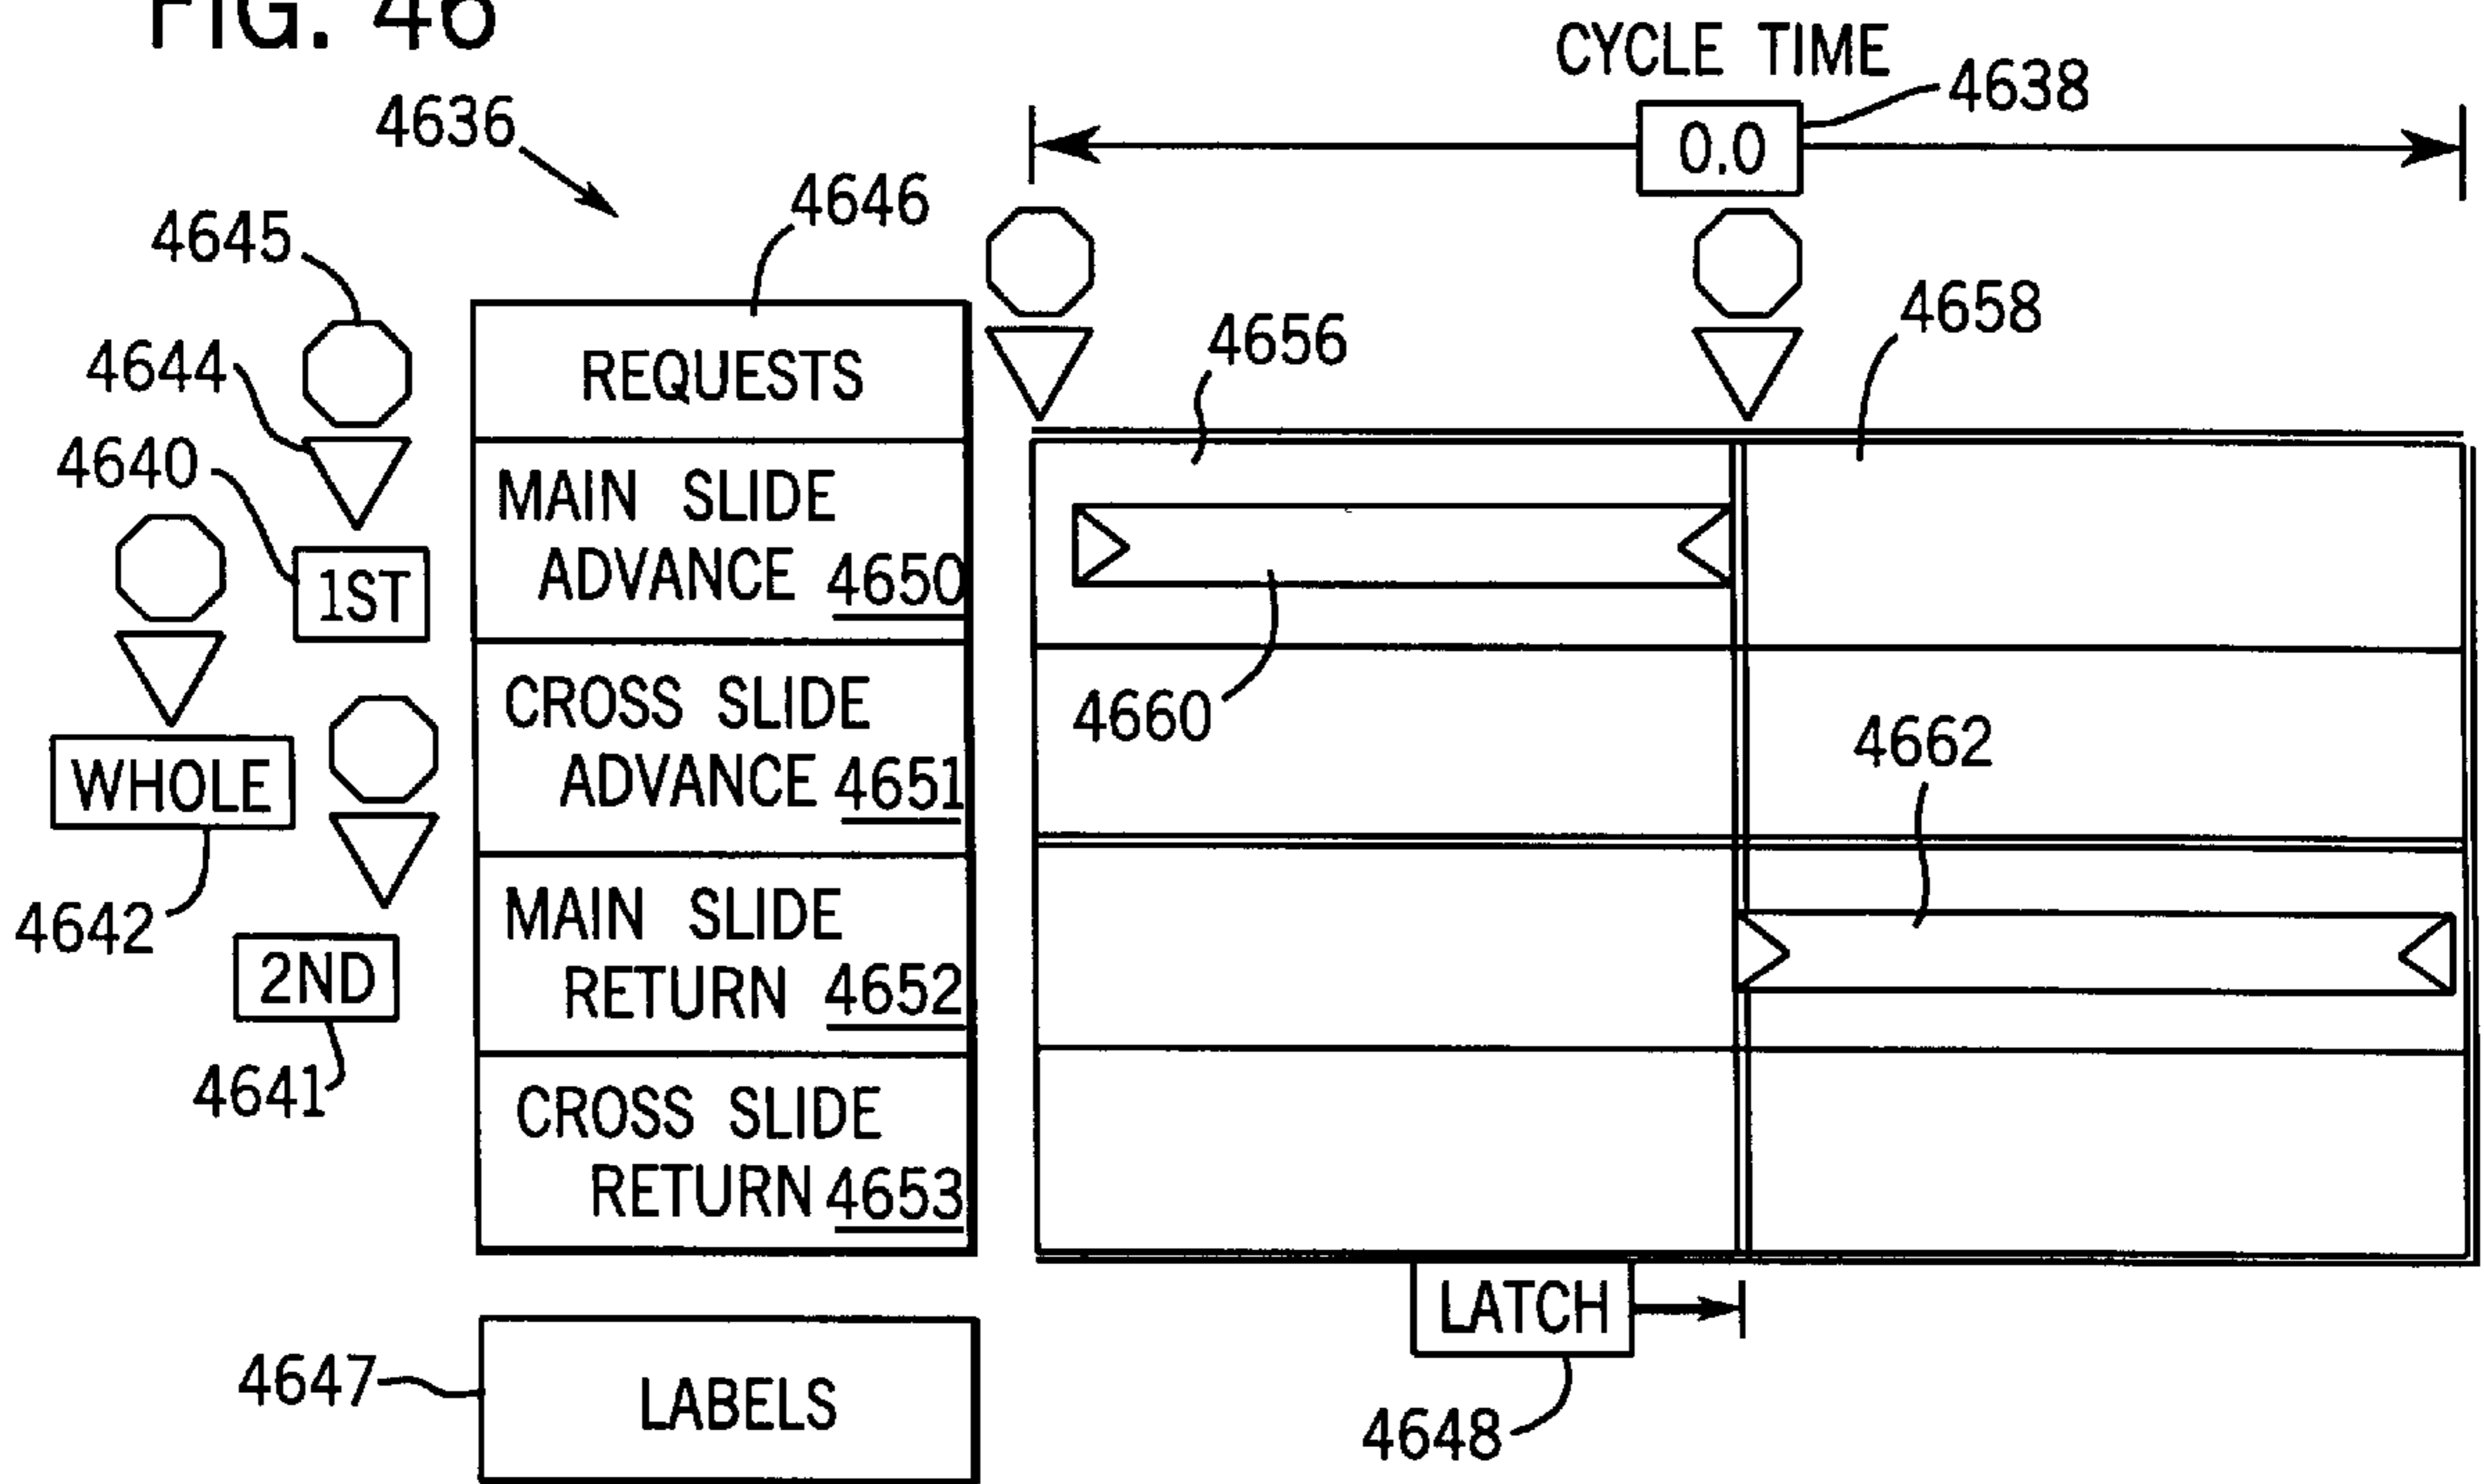 FIG. 46
CYCLE TIME
4636
4638
0.0
4646
4645
4656
4658
4644
REQUESTS
4640
MAIN SLIDE
ADVANCE 4650
1ST
4660
CROSS SLIDE
ADVANCE 4651
4662
WHOLE
4642
MAIN SLIDE
RETURN 4652
2ND
4641
CROSS SLIDE
RETURN 4653
LATCH
4647
LABELS
4648